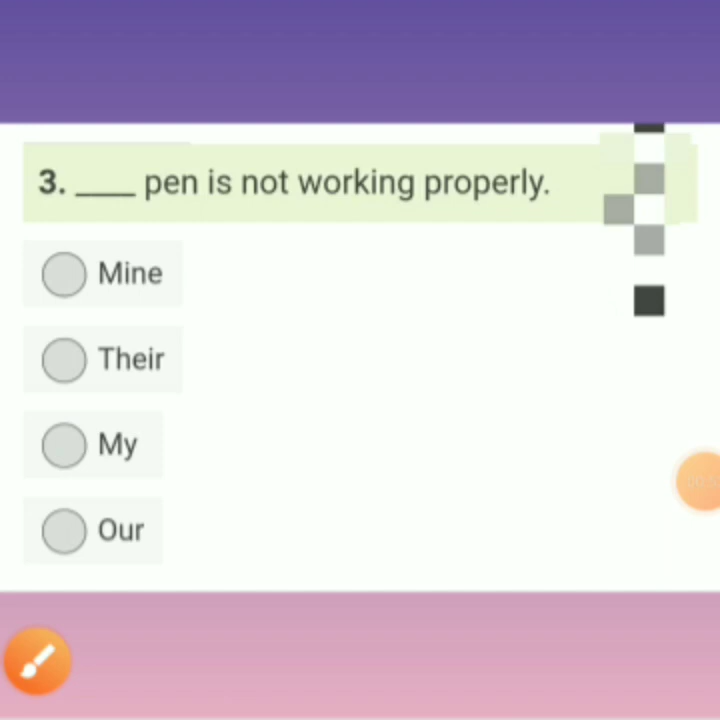 3. ____ pen is not working properly.
Mine
Their
My
Our